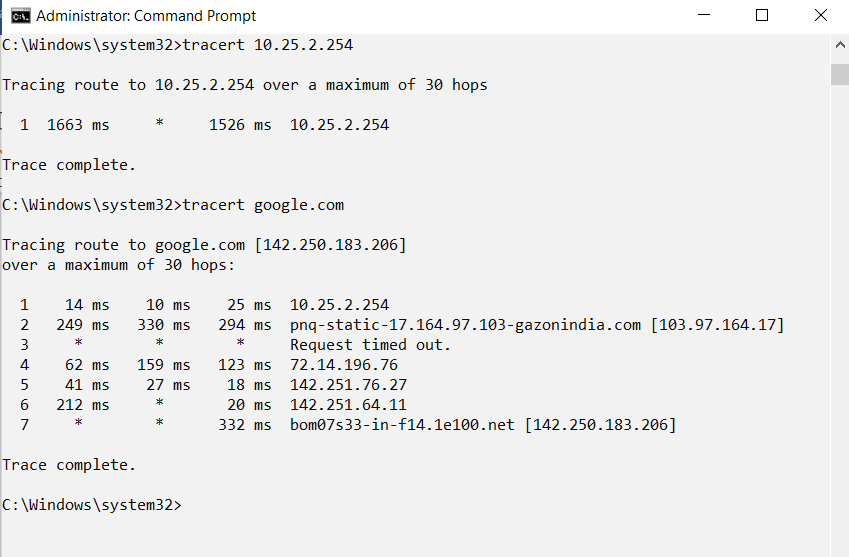 Administrator: Command Prompt
C:\Windows\system32>tracert 10.25.2.254
Tracing route to 10.25.2.254 over a maximum of 30 hops
1 1663 ms * 1526 ms 10.25.2.254
Trace complete.
C:\Windows\system32>tracert google.com
Tracing route to google.com [142.250.183.206]
over a maximum of 30 hops:
1 14 ms 10 ms 25 ms 10.25.2.254
2 249 ms 330 ms 294 ms pnq-static-17.164.97.103-gazonindia.com [103.97.164.17]
3 * * * Request timed out.
4 62 ms 159 ms 123 ms 72.14.196.76
5 41 ms 27 ms 18 ms 142.251.76.27
6 212 ms * 20 ms 142.251.64.11
7 * * 332 ms bom07s33-in-f14.1e100.net [142.250.183.206]
Trace complete.
C:\Windows\system32>